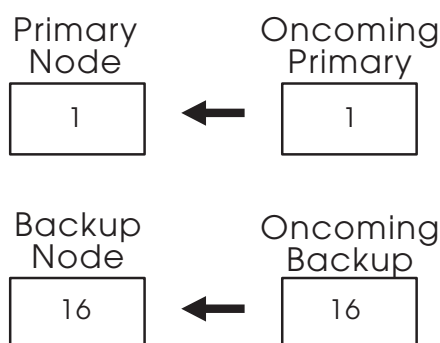 Primary
Node
Oncoming
Primary
1
1
Backup
Node
Oncoming
Backup
16
16